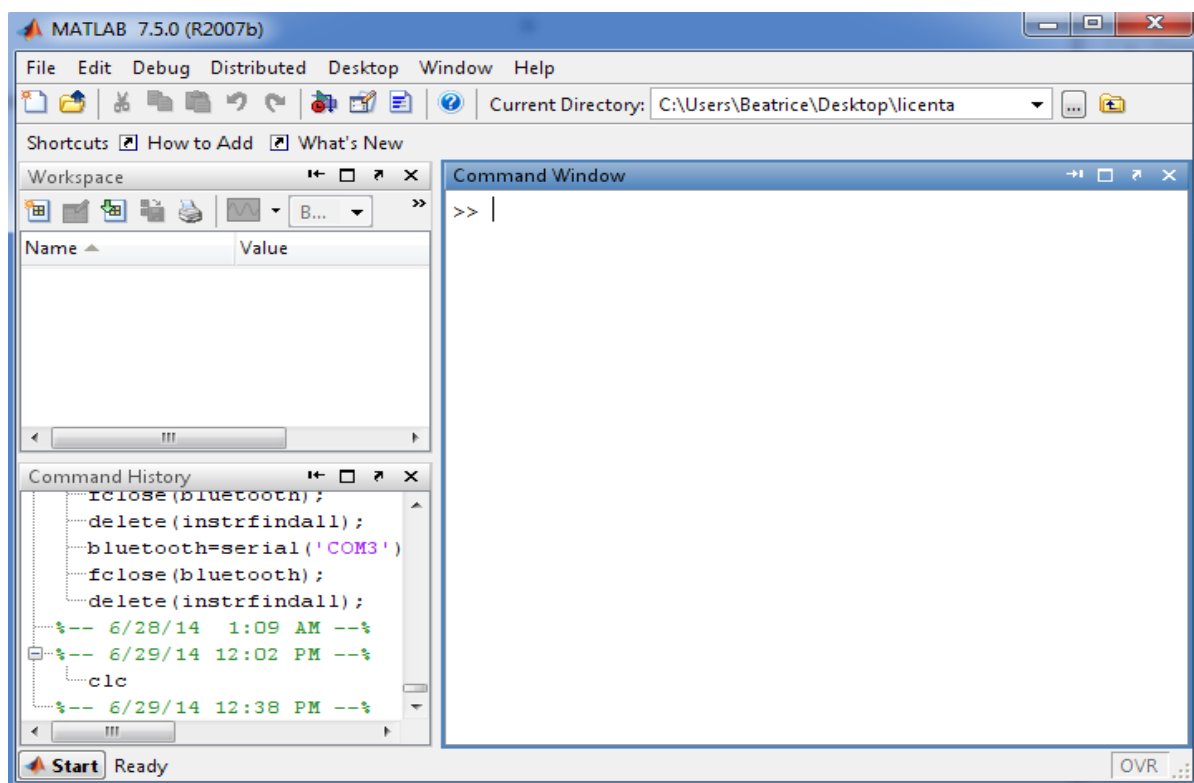 MATLAB 7.5.0 (R2007b)
File Edit Debug Distributed Desktop Window Help
Current Directory: C:\Users\Beatrice\Desktop\licenta
Shortcuts How to Add What's New
Workspace
B...
Name Value
Command History
fclose(bluetooth);
delete(instrfindall);
bluetooth=serial('COM3')
fclose(bluetooth);
delete(instrfindall);
%-- 6/28/14 1:09 AM --%
%-- 6/29/14 12:02 PM --%
clc
%-- 6/29/14 12:38 PM --%
Command Window
>>
Start Ready
OVR